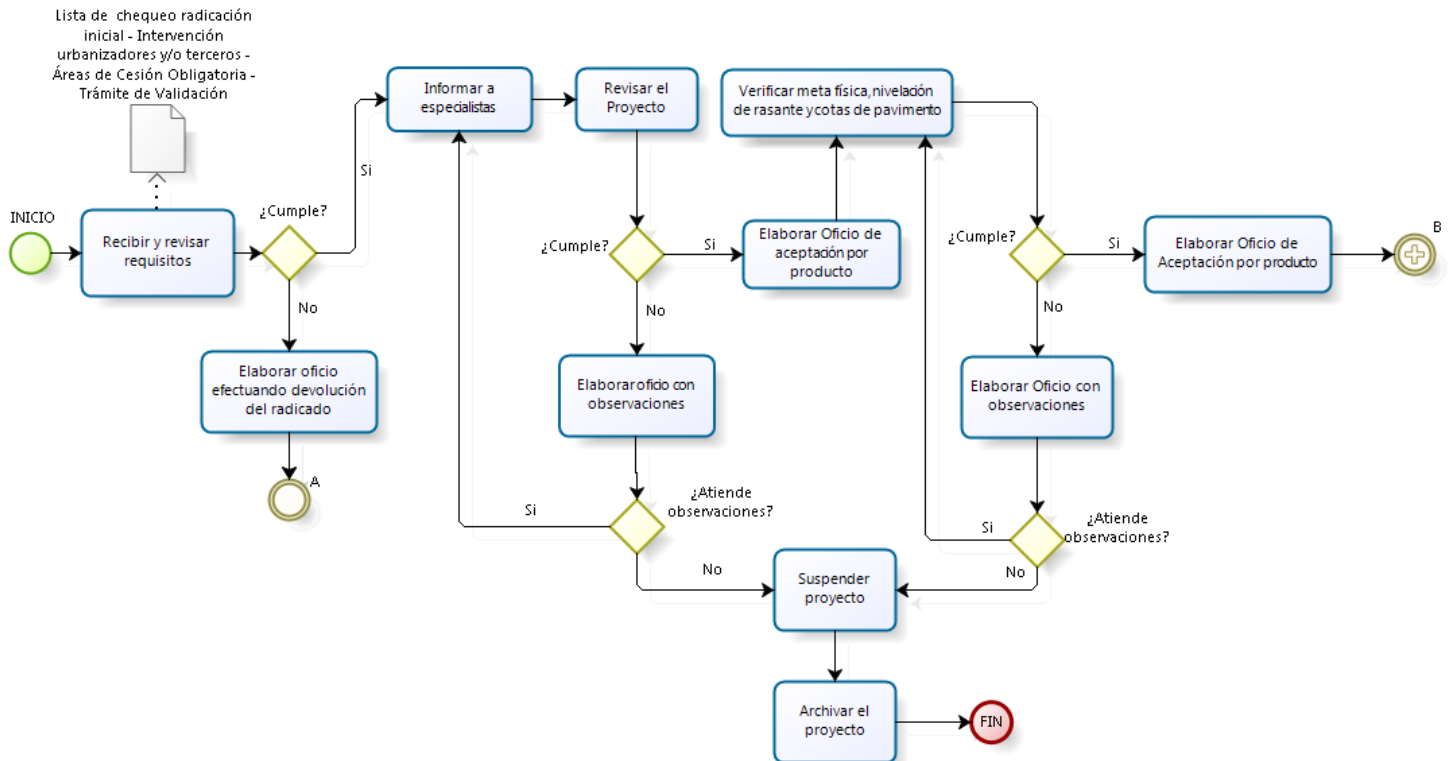 Lista de chequeo radicación
inicial - Intervención
urbanizadores y/o terceros -
Áreas de Cesión Obligatoria -
Trámite de Validación
INICIO
Recibir y revisar
requisitos
¿Cumple?
Si
No
Elaborar oficio
efectuando devolución
del radicado
A
Informar a
especialistas
Revisar el
Proyecto
¿Cumple?
Si
Elaborar Oficio de
aceptación por
producto
No
Elaborar oficio con
observaciones
¿Atiende
observaciones?
Si
No
Verificar meta física, nivelación
de rasante y cotas de pavimento
¿Cumple?
Si
Elaborar Oficio de
Aceptación por producto
B
No
Elaborar Oficio con
observaciones
¿Atiende
observaciones?
Si
No
Suspender
proyecto
Archivar el
proyecto
FIN